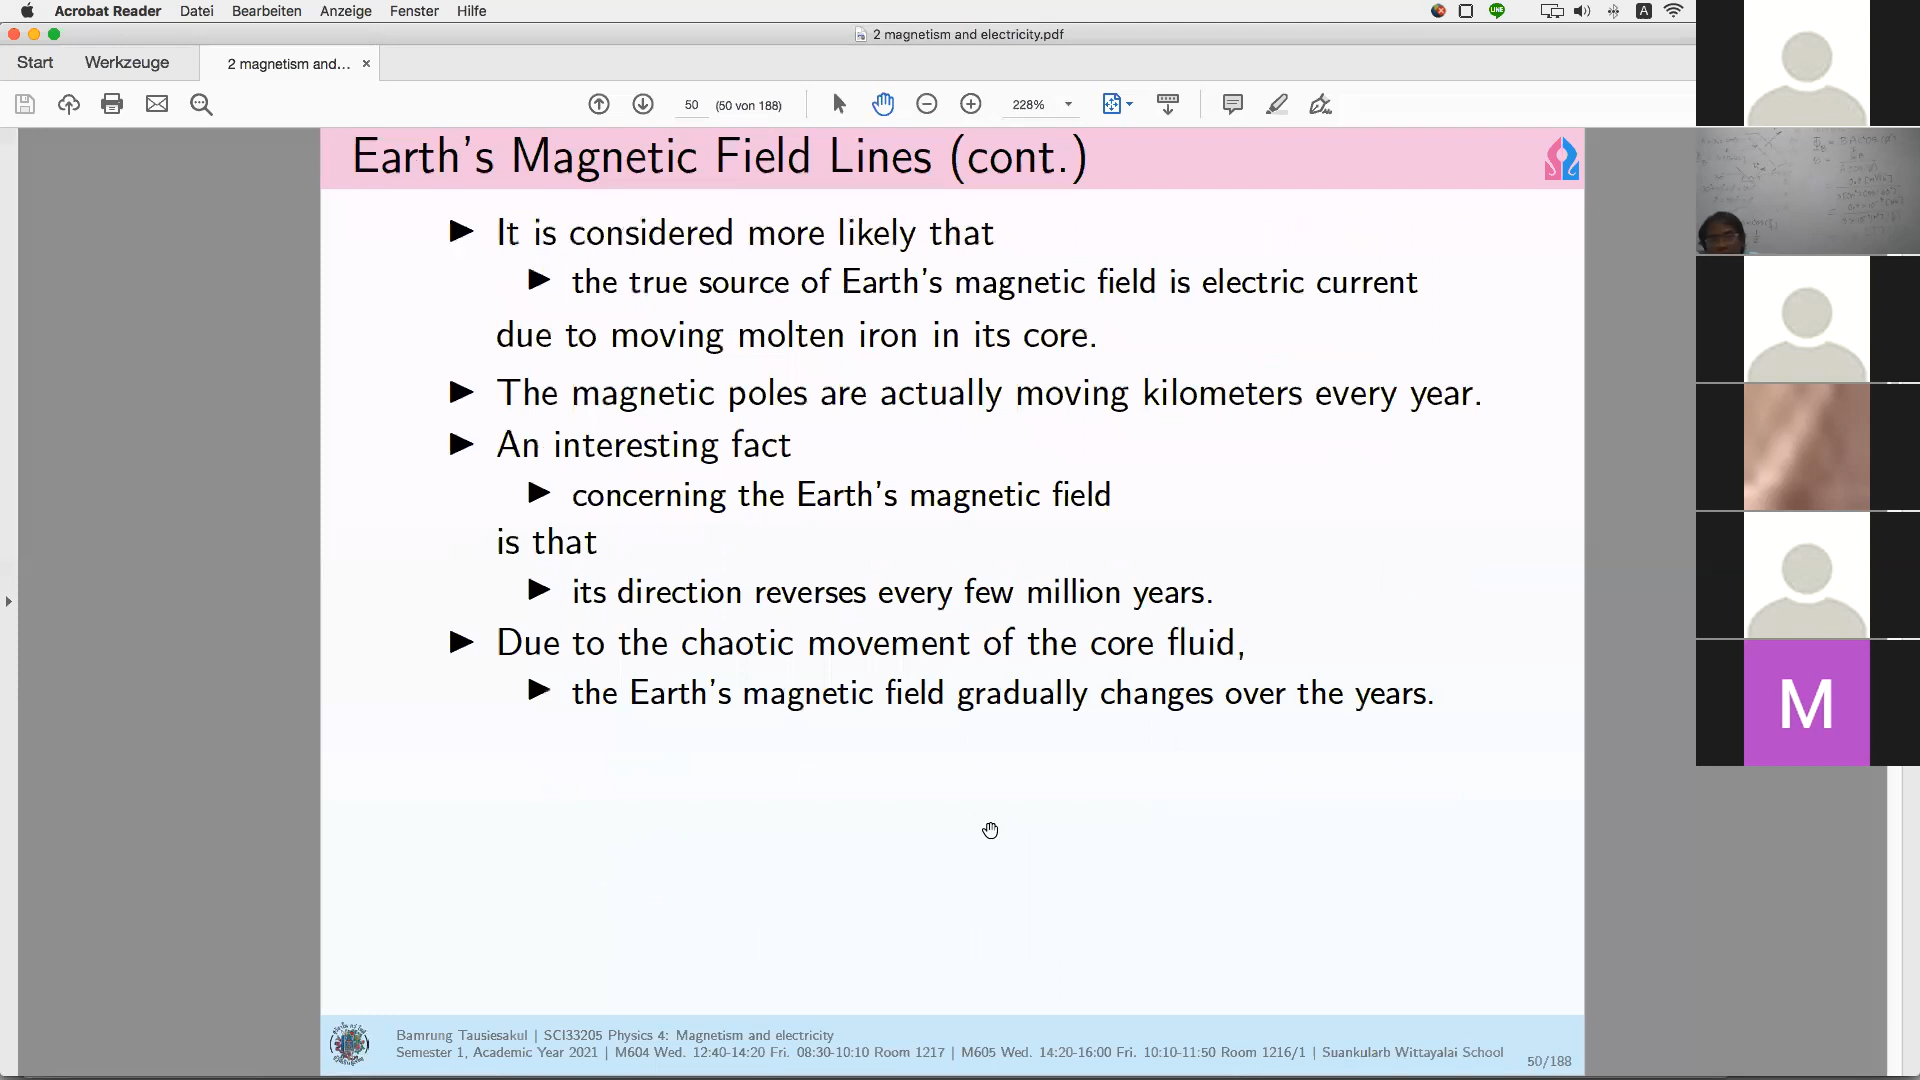 Acrobat Reader Datei Bearbeiten Anzeige Fenster Hilfe
LINE A
2 magnetism and electricity.pdf
Start Werkzeuge 2 magnetism and... ×
50 (50 von 188) 228%
Earth's Magnetic Field Lines (cont.)
▶ It is considered more likely that
▶ the true source of Earth's magnetic field is electric current
due to moving molten iron in its core.
▶ The magnetic poles are actually moving kilometers every year.
▶ An interesting fact
▶ concerning the Earth's magnetic field
is that
▶ its direction reverses every few million years.
▶ Due to the chaotic movement of the core fluid,
▶ the Earth's magnetic field gradually changes over the years.
M
Bamrung Tausiesakul | SCI33205 Physics 4: Magnetism and electricity
Semester 1, Academic Year 2021 | M604 Wed. 12:40-14:20 Fri. 08:30-10:10 Room 1217 | M605 Wed. 14:20-16:00 Fri. 10:10-11:50 Room 1216/1 | Suankularb Wittayalai School
50/188